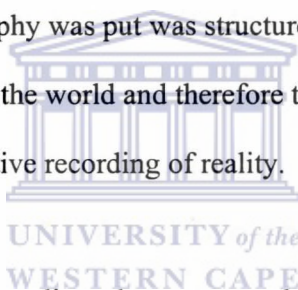 phy was put was structure
the world and therefore t
ive recording of reality.
UNIVERSITY of the
WESTERN CAPE